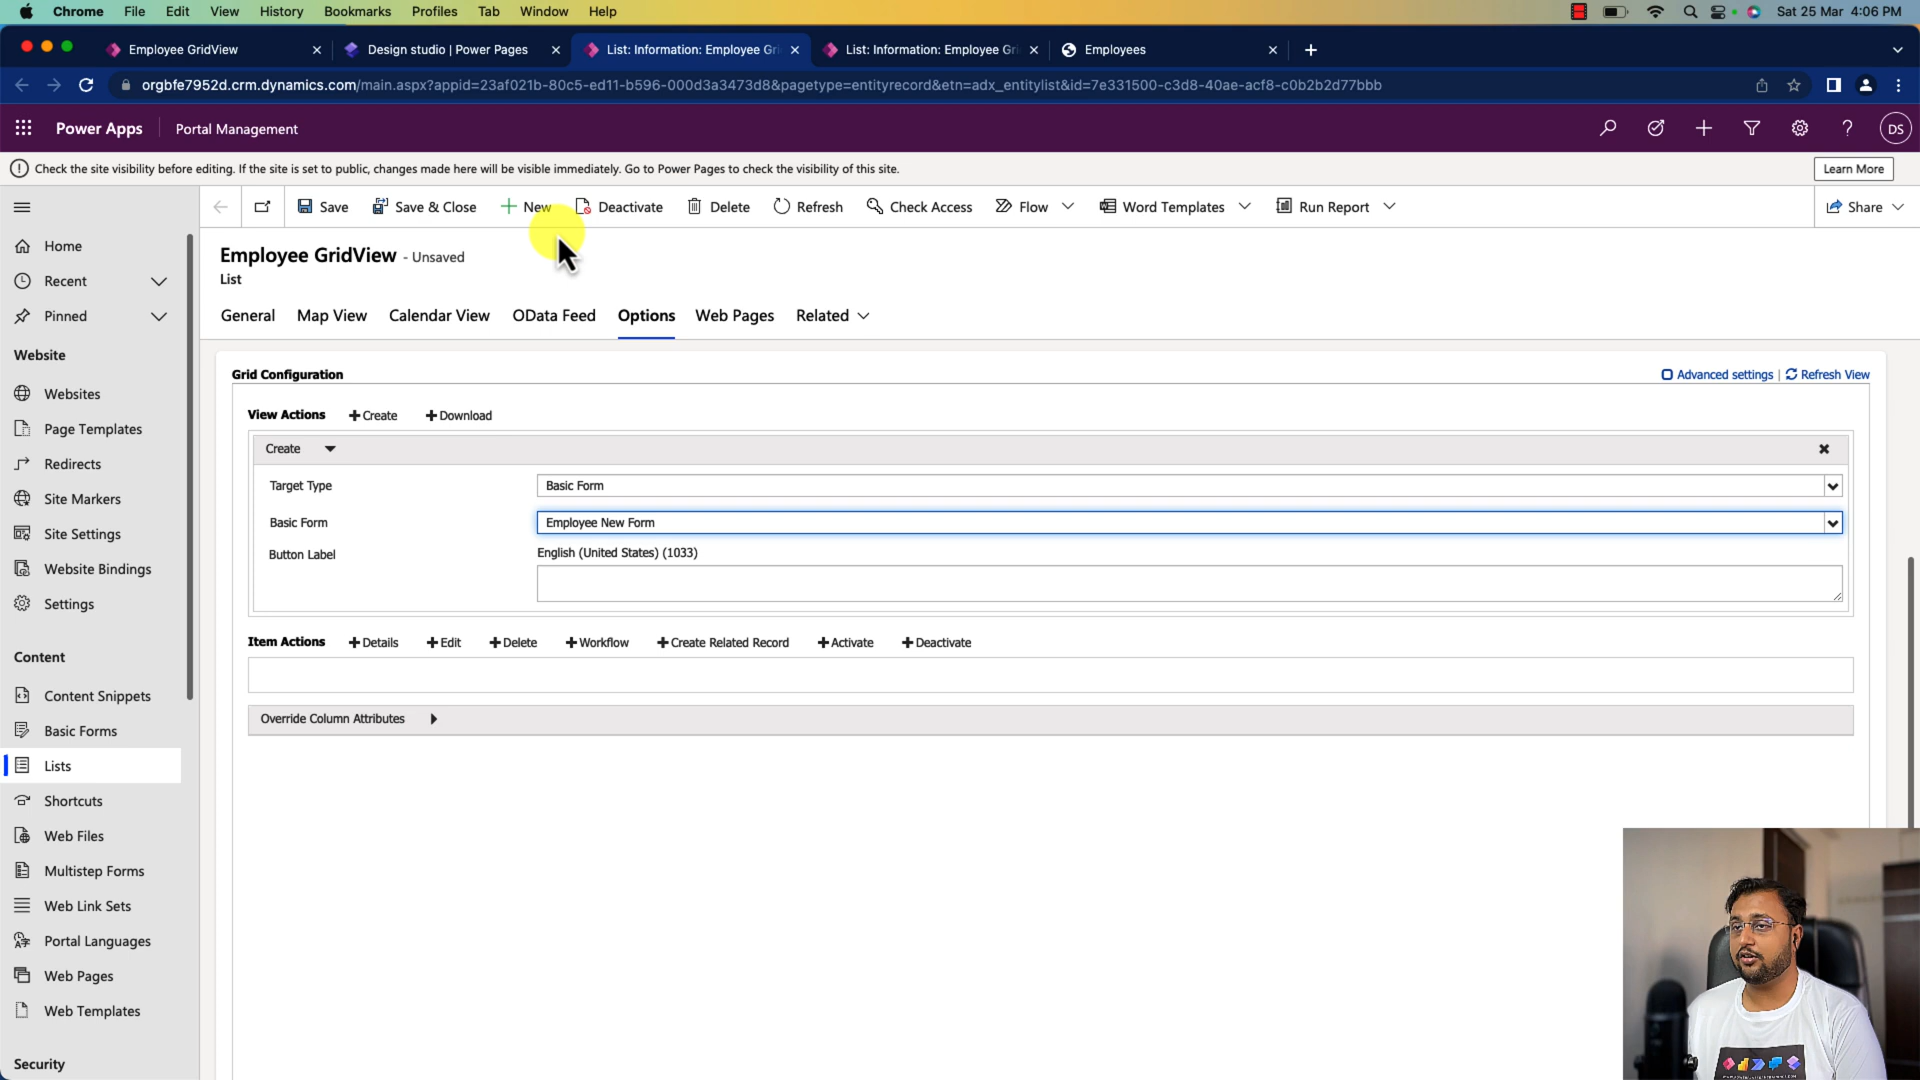 Chrome File Edit View History Bookmarks Profiles Tab Window Help
Sat 25 Mar 4:06 PM
Employee GridView
Design studio | Power Pages
List: Information: Employee Gri
List: Information: Employee Gri
Employees
orgbfe7952d.crm.dynamics.com/main.aspx?appid=23af021b-80c5-ed11-b596-000d3a3473d8&pagetype=entityrecord&etn=adx_entitylist&id=7e331500-c3d8-40ae-acf8-c0b2b2d77bbb
Power Apps
Portal Management
DS
Check the site visibility before editing. If the site is set to public, changes made here will be visible immediately. Go to Power Pages to check the visibility of this site.
Learn More
Save
Save & Close
New
Deactivate
Delete
Refresh
Check Access
Flow
Word Templates
Run Report
Share
Home
Recent
Pinned
Website
Websites
Page Templates
Redirects
Site Markers
Site Settings
Website Bindings
Settings
Content
Content Snippets
Basic Forms
Lists
Shortcuts
Web Files
Multistep Forms
Web Link Sets
Portal Languages
Web Pages
Web Templates
Security
Employee GridView - Unsaved
List
General
Map View
Calendar View
OData Feed
Options
Web Pages
Related
Grid Configuration
Advanced settings | Refresh View
View Actions
Create
Download
Create
Target Type
Basic Form
Basic Form
Employee New Form
Button Label
English (United States) (1033)
Item Actions
Details
Edit
Delete
Workflow
Create Related Record
Activate
Deactivate
Override Column Attributes